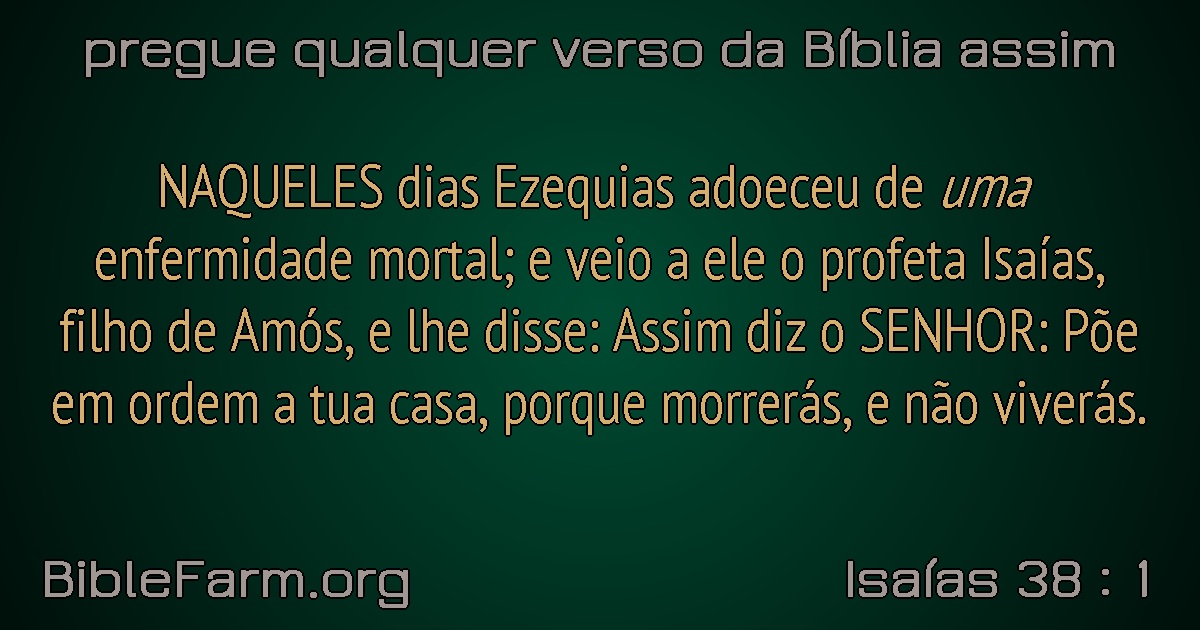 pregue qualquer verso da Bíblia assim
NAQUELES dias Ezequias adoeceu de uma
enfermidade mortal; e veio a ele o profeta Isaías,
filho de Amós, e lhe disse: Assim diz o SENHOR: Põe
em ordem a tua casa, porque morrerás, e não viverás.
BibleFarm.org
Isaías 38 : 1